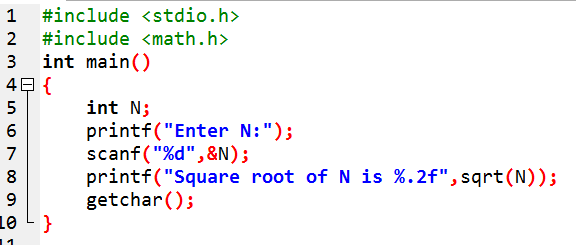 1 #include <stdio.h>
2 #include <math.h>
3 int main()
4 {
5 int N;
6 printf("Enter N:");
7 scanf("%d",&N);
8 printf("Square root of N is %.2f",sqrt(N));
9 getchar();
10 }
11